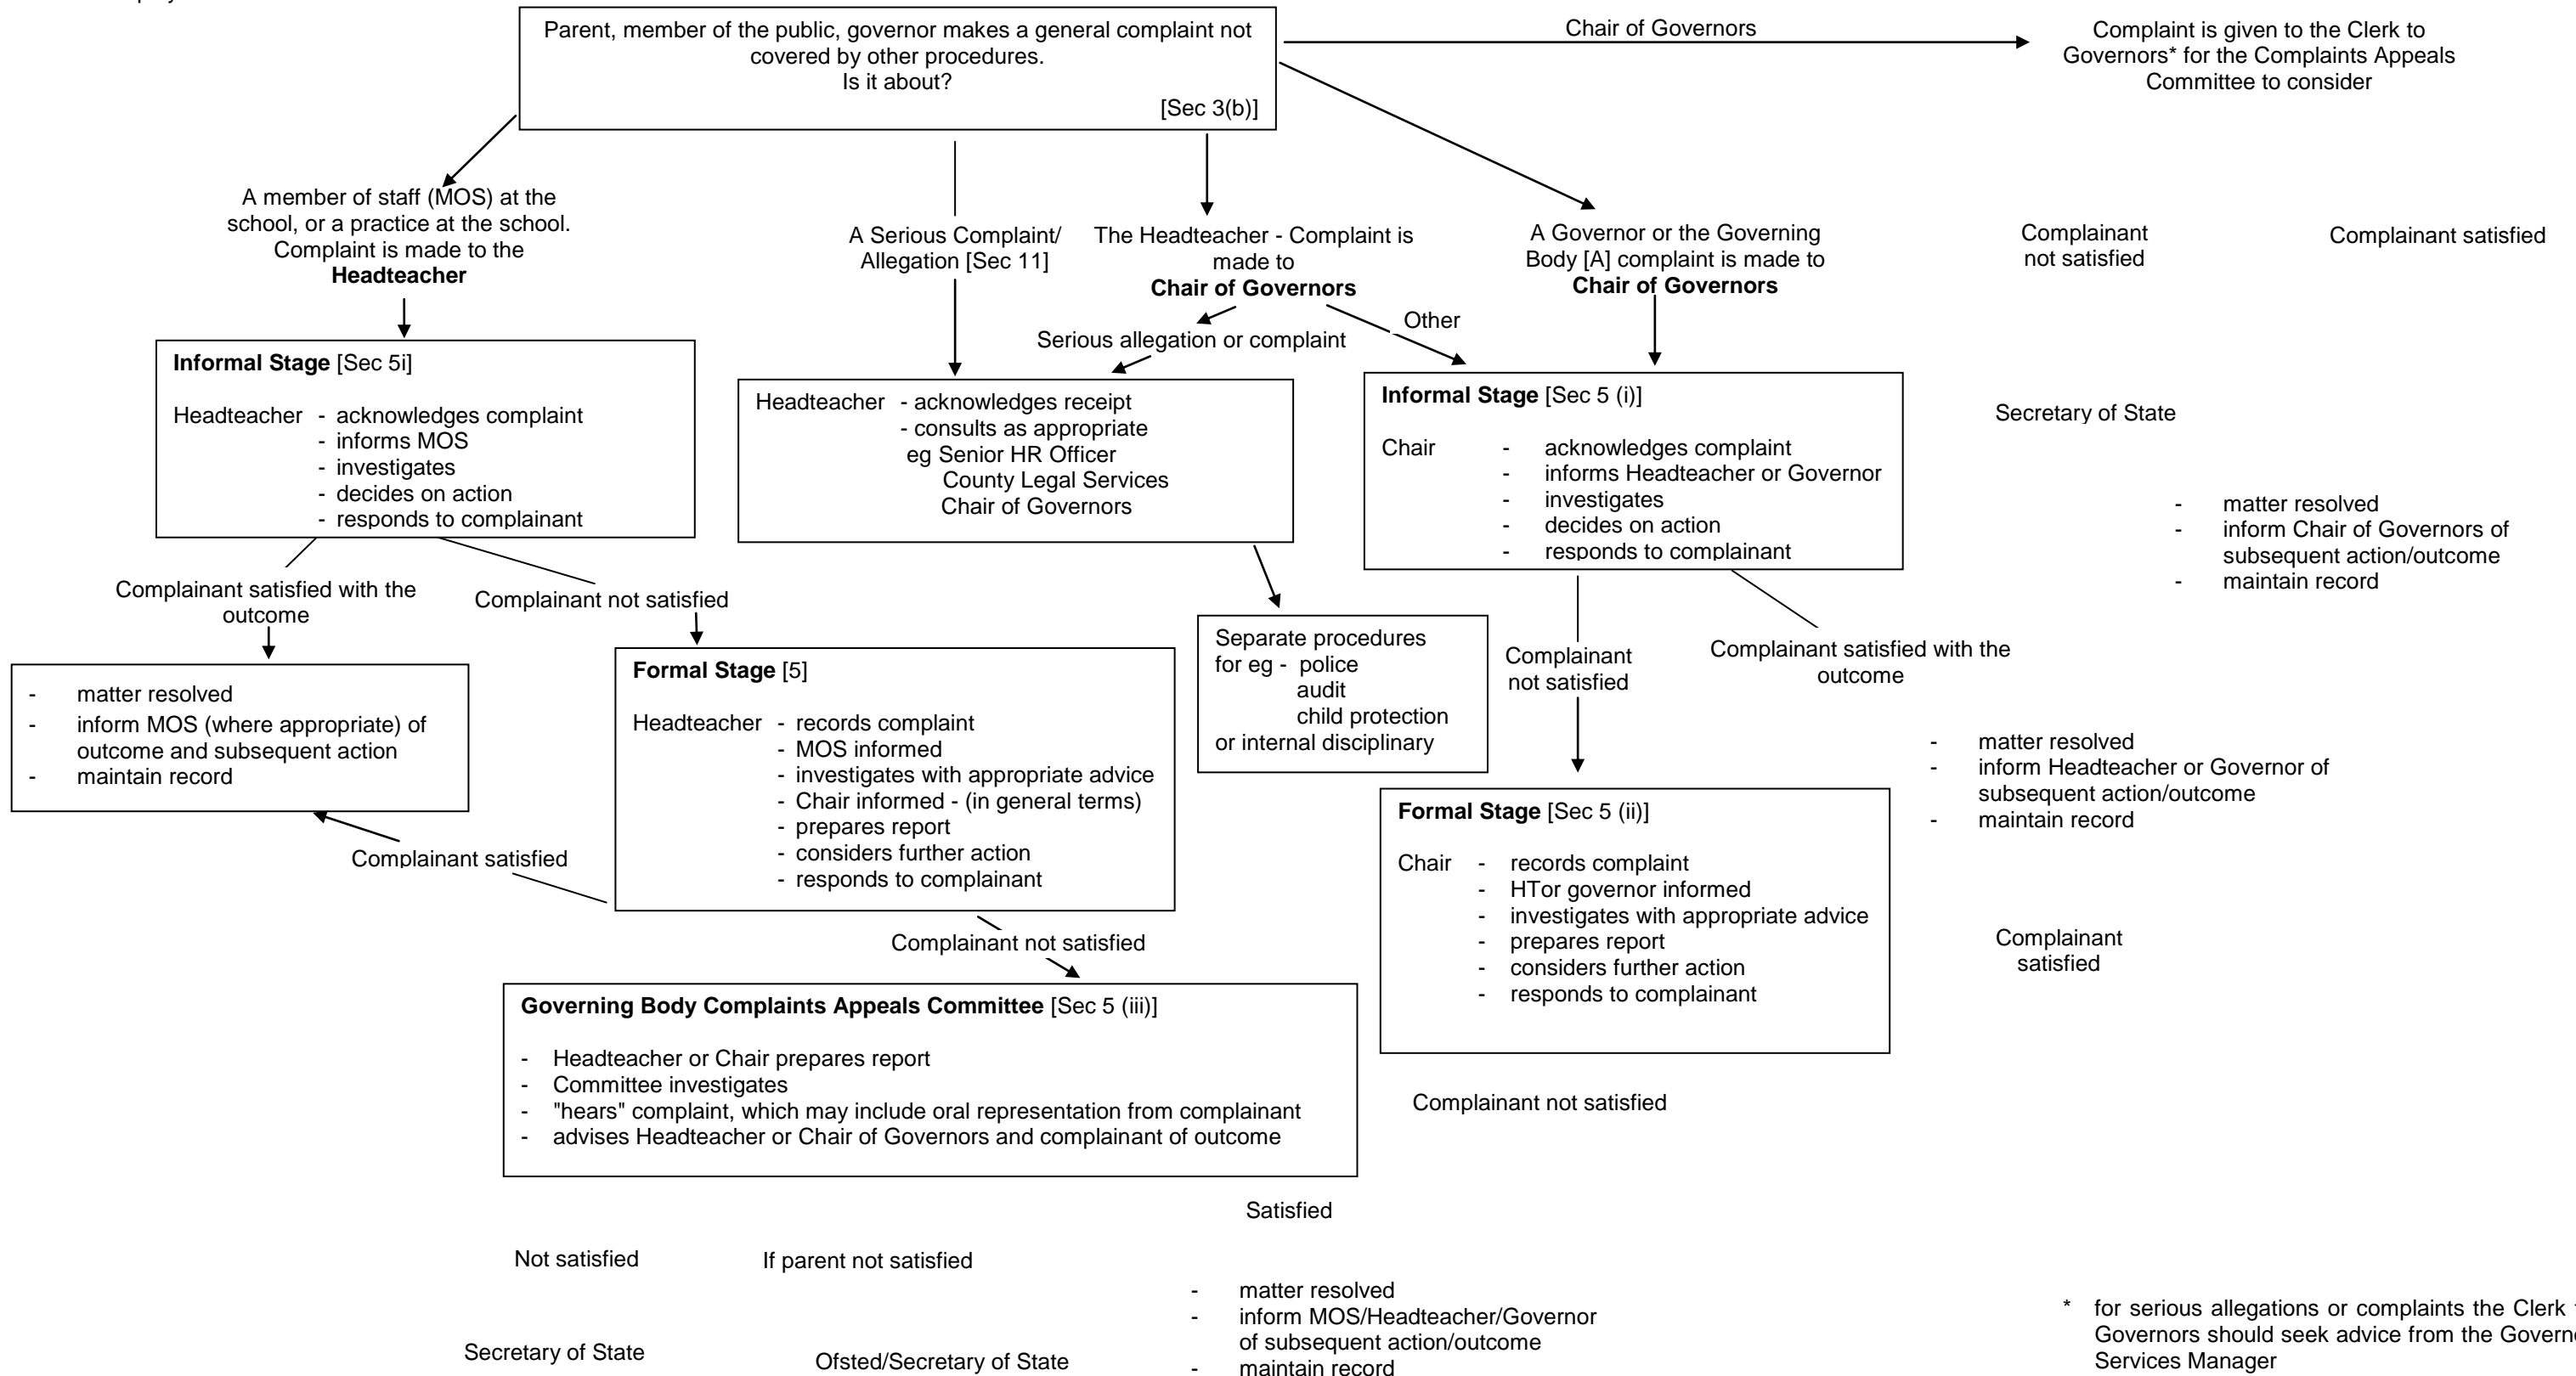 Parent, member of the public, governor makes a general complaint not
covered by other procedures.
Is it about?
[Sec 3(b)]
Chair of Governors
Complaint is given to the Clerk to
Governors* for the Complaints Appeals
Committee to consider
A member of staff (MOS) at the
school, or a practice at the school.
Complaint is made to the
Headteacher
A Serious Complaint/
Allegation [Sec 11]
The Headteacher - Complaint is
made to
Chair of Governors
A Governor or the Governing
Body [A] complaint is made to
Chair of Governors
Complainant
not satisfied
Complainant satisfied
Serious allegation or complaint
Other
Informal Stage [Sec 5i]
Headteacher - acknowledges complaint
- informs MOS
- investigates
- decides on action
- responds to complainant
Headteacher - acknowledges receipt
- consults as appropriate
eg Senior HR Officer
County Legal Services
Chair of Governors
Informal Stage [Sec 5 (i)]
Chair - acknowledges complaint
- informs Headteacher or Governor
- investigates
- decides on action
- responds to complainant
Secretary of State
- matter resolved
- inform Chair of Governors of
subsequent action/outcome
- maintain record
Complainant satisfied with the
outcome
Complainant not satisfied
Separate procedures
for eg - police
audit
child protection
or internal disciplinary
Complainant
not satisfied
Complainant satisfied with the
outcome
- matter resolved
- inform MOS (where appropriate) of
outcome and subsequent action
- maintain record
Formal Stage [5]
Headteacher - records complaint
- MOS informed
- investigates with appropriate advice
- Chair informed - (in general terms)
- prepares report
- considers further action
- responds to complainant
- matter resolved
- inform Headteacher or Governor of
subsequent action/outcome
- maintain record
Complainant satisfied
Formal Stage [Sec 5 (ii)]
Chair - records complaint
- HTor governor informed
- investigates with appropriate advice
- prepares report
- considers further action
- responds to complainant
Complainant
satisfied
Complainant not satisfied
Governing Body Complaints Appeals Committee [Sec 5 (iii)]
- Headteacher or Chair prepares report
- Committee investigates
- "hears" complaint, which may include oral representation from complainant
- advises Headteacher or Chair of Governors and complainant of outcome
Complainant not satisfied
Satisfied
Not satisfied
If parent not satisfied
- matter resolved
- inform MOS/Headteacher/Governor
of subsequent action/outcome
- maintain record
Secretary of State
Ofsted/Secretary of State
* for serious allegations or complaints the Clerk
Governors should seek advice from the
Services Manager